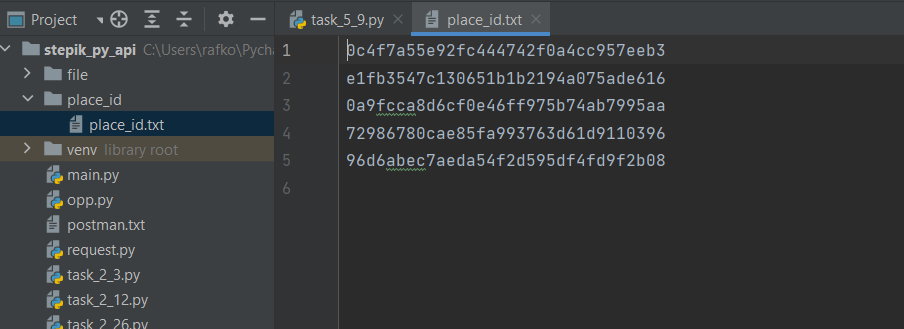 Project
task_5_9.py
place_id.txt
stepik_py_api C:\Users\rafko\Pycha
file
place_id
place_id.txt
venv library root
main.py
opp.py
postman.txt
request.py
task_2_3.py
task_2_12.py
task_2_26.py
1 0c4f7a55e92fc444742f0a4cc957eeb3
2 e1fb3547c130651b1b2194a075ade616
3 0a9fcca8d6cf0e46ff975b74ab7995aa
4 72986780cae85fa993763d61d9110396
5 96d6abec7aeda54f2d595df4fd9f2b08
6